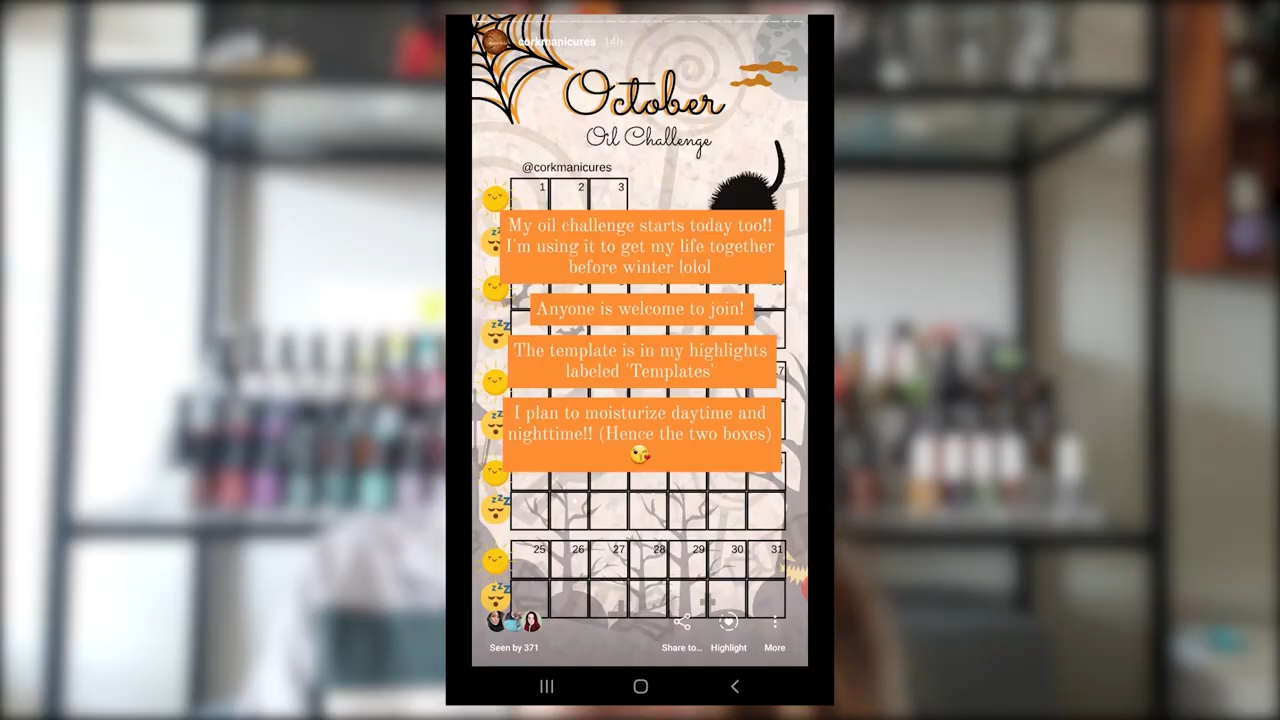 corkmanicures 14h
October
Oil Challenge
@corkmanicures
1 2 3
My oil challenge starts today too!!
I'm using it to get my life together
before winter lolol
Anyone is welcome to join!
The template is in my highlights
labeled 'Templates'
7
I plan to moisturize daytime and
nighttime!! (Hence the two boxes)
25 26 27 28 29 30 31
Seen by 371
Share to...
Highlight
More